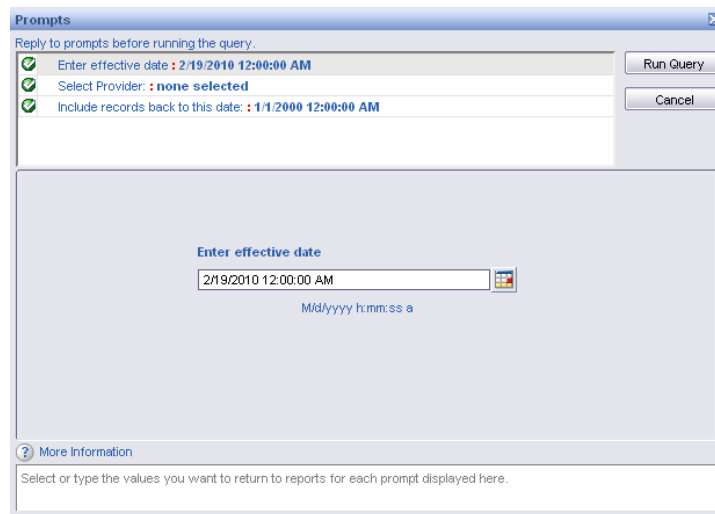 Prompts
Reply to prompts before running the query.
Enter effective date : 2/19/2010 12:00:00 AM
Run Query
Select Provider: : none selected
Include records back to this date: : 1/1/2000 12:00:00 AM
Cancel
Enter effective date
2/19/2010 12:00:00 AM
M/d/yyyy h:mm:ss a
? More Information
Select or type the values you want to return to reports for each prompt displayed here.